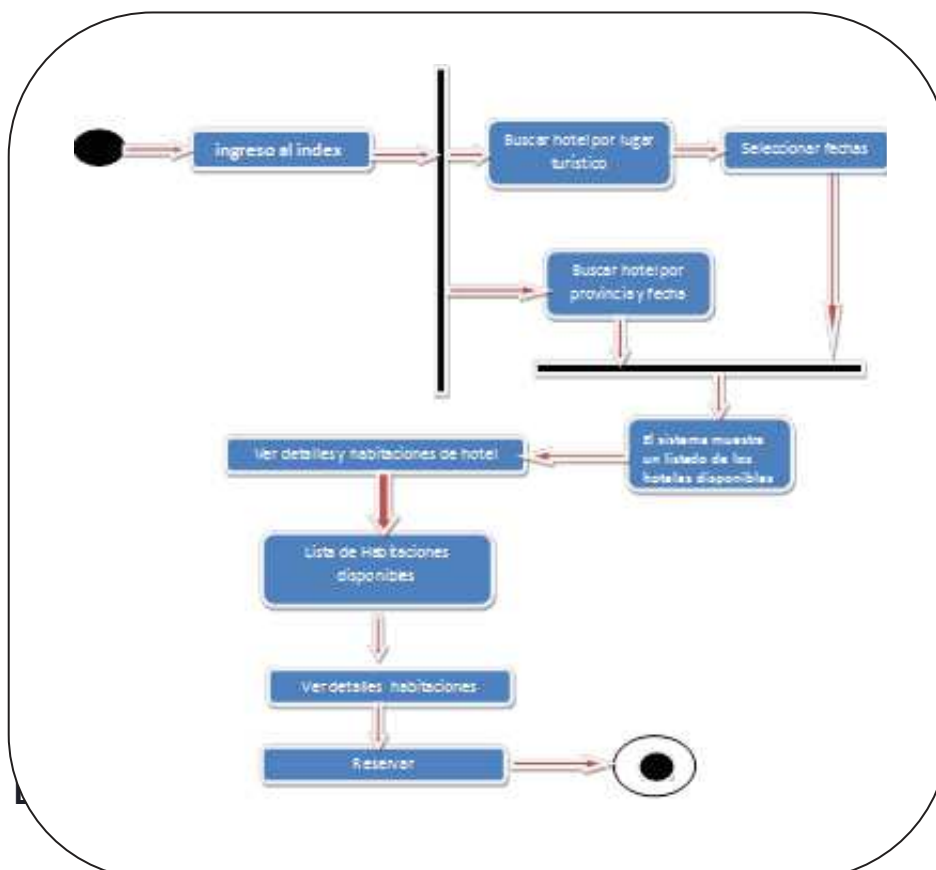 ingreso al index
Buscar hotel por lugar
turístico
Seleccionar fechas
Buscar hotel por
provincia y fecha
El sistema muestra
un listado de los
hoteles disponibles
Ver detalles y habitaciones de hotel
Lista de Habitaciones
disponibles
Ver detalles habitaciones
Reservar